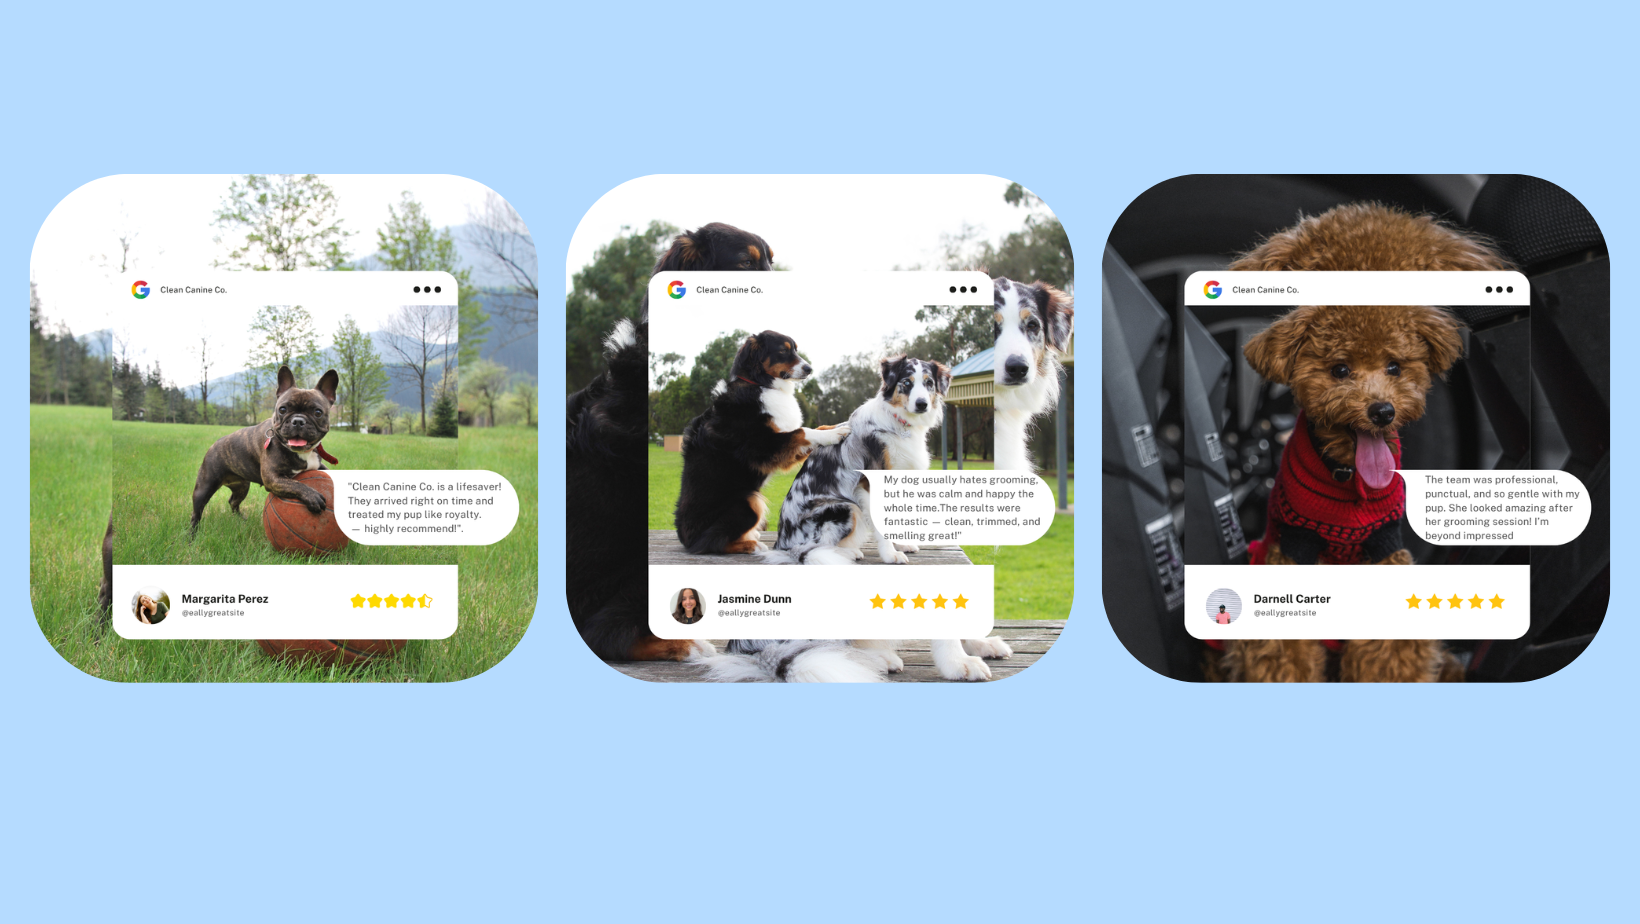 Clean Canine Co.
"Clean Canine Co. is a lifesaver!
They arrived right on time and
treated my pup like royalty.
— highly recommend!".
Margarita Perez
@eallygreatsite
Clean Canine Co.
My dog usually hates grooming,
but he was calm and happy the
whole time.The results were
fantastic — clean, trimmed, and
smelling great!"
Jasmine Dunn
@eallygreatsite
Clean Canine Co.
The team was professional,
punctual, and so gentle with my
pup. She looked amazing after
her grooming session! I'm
beyond impressed
Darnell Carter
@eallygreatsite